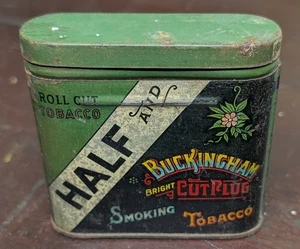 ROLL CUT
TOBACCO
HALF AND
BUCKINGHAM
BRIGHT CUT PLUG
SMOKING TOBACCO